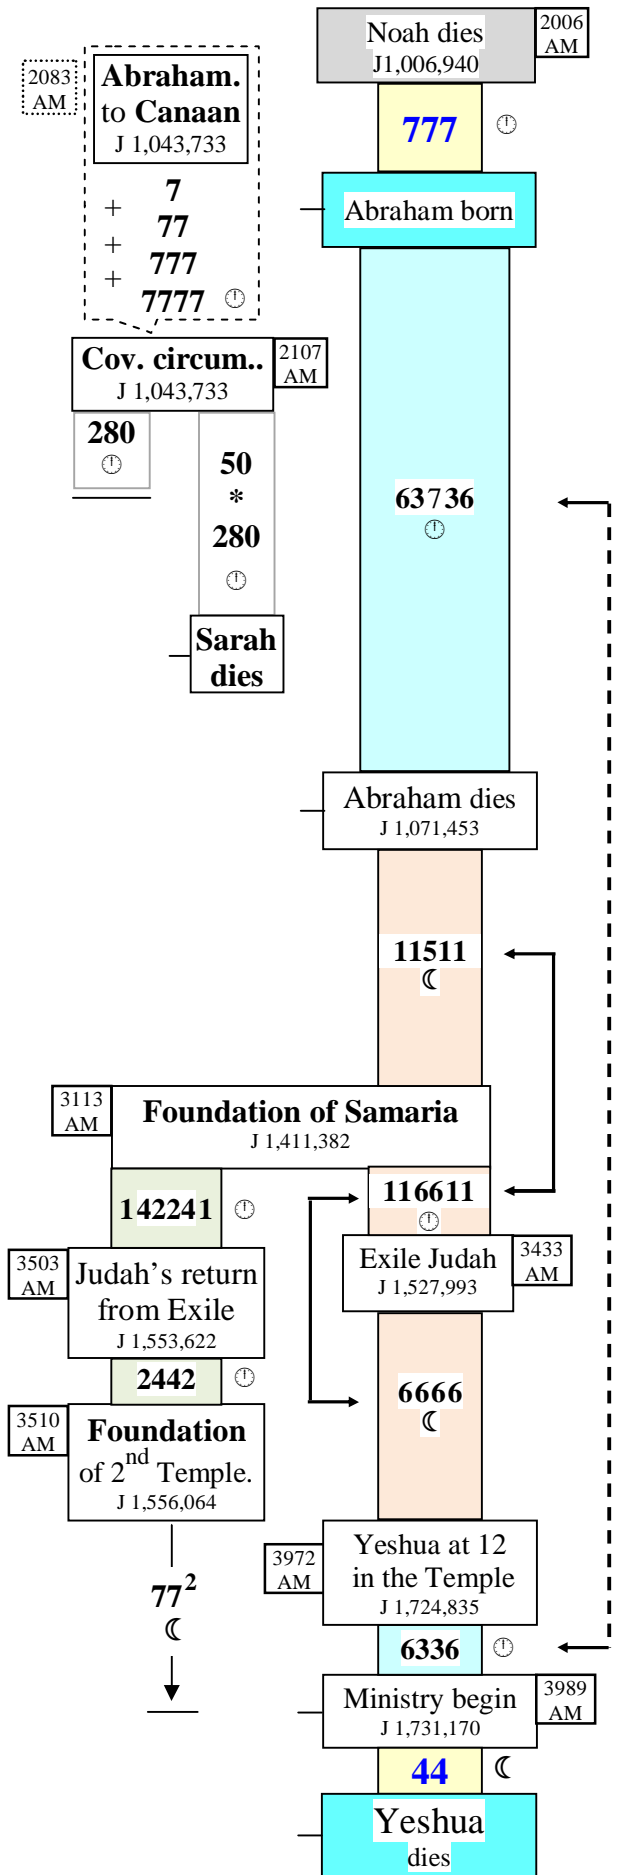 Noah dies
J1,006,940
2006
AM
777
Abraham born
2083
AM
Abraham.
to Canaan
J 1,043,733
7
+
77
+
777
+
7777
Cov. circum..
J 1,043,733
2107
AM
280
50
*
280
Sarah
dies
63736
Abraham dies
J 1,071,453
11511
3113
AM
Foundation of Samaria
J 1,411,382
142241
116611
3503
AM
Judah’s return
from Exile
J 1,553,622
Exile Judah
J 1,527,993
3433
AM
2442
6666
3510
AM
Foundation
of 2nd Temple.
J 1,556,064
77²
3972
AM
Yeshua at 12
in the Temple
J 1,724,835
6336
Ministry begin
J 1,731,170
3989
AM
44
Yeshua
dies